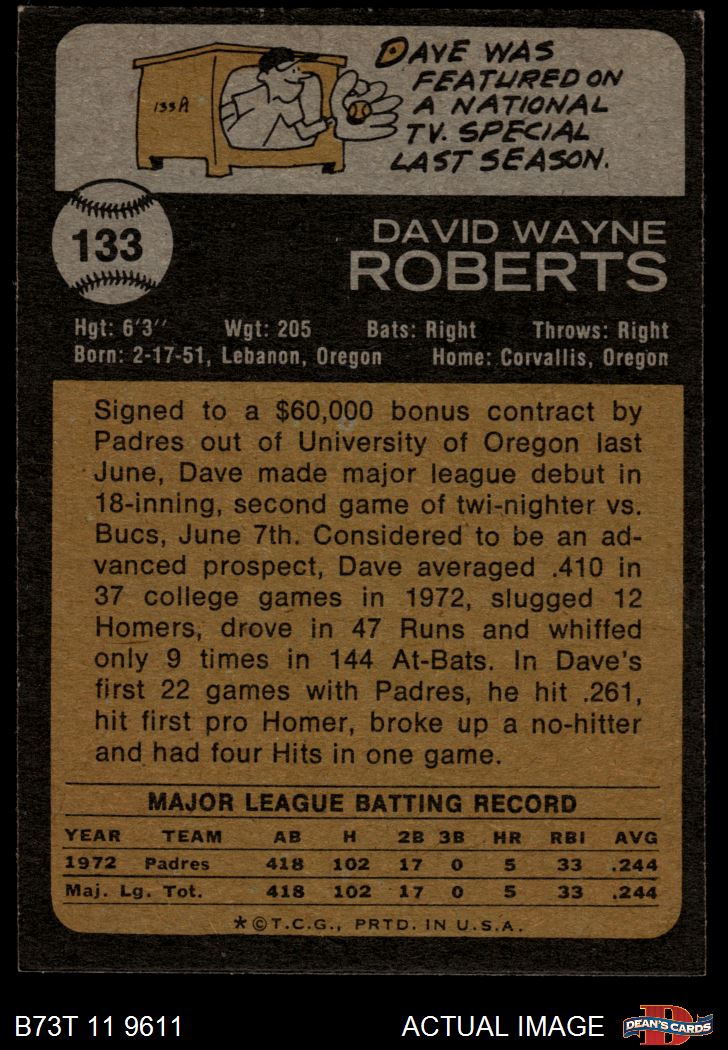 133A
DAVE WAS
FEATURED ON
A NATIONAL
TV. SPECIAL
LAST SEASON.
133
DAVID WAYNE
ROBERTS
Hgt: 6'3" Wgt: 205 Bats: Right Throws: Right
Born: 2-17-51, Lebanon, Oregon Home: Corvallis, Oregon
Signed to a $60,000 bonus contract by
Padres out of University of Oregon last
June, Dave made major league debut in
18-inning, second game of twi-nighter vs.
Bucs, June 7th. Considered to be an ad-
vanced prospect, Dave averaged .410 in
37 college games in 1972, slugged 12
Homers, drove in 47 Runs and whiffed
only 9 times in 144 At-Bats. In Dave's
first 22 games with Padres, he hit .261,
hit first pro Homer, broke up a no-hitter
and had four Hits in one game.
MAJOR LEAGUE BATTING RECORD
YEAR TEAM AB H 2B 3B HR RBI AVG
1972 Padres 418 102 17 0 5 33 .244
Maj. Lg. Tot. 418 102 17 0 5 33 .244
*©T.C.G., PRTD. IN U.S.A.
B73T 11 9611 ACTUAL IMAGE D DEAN'S CARDS